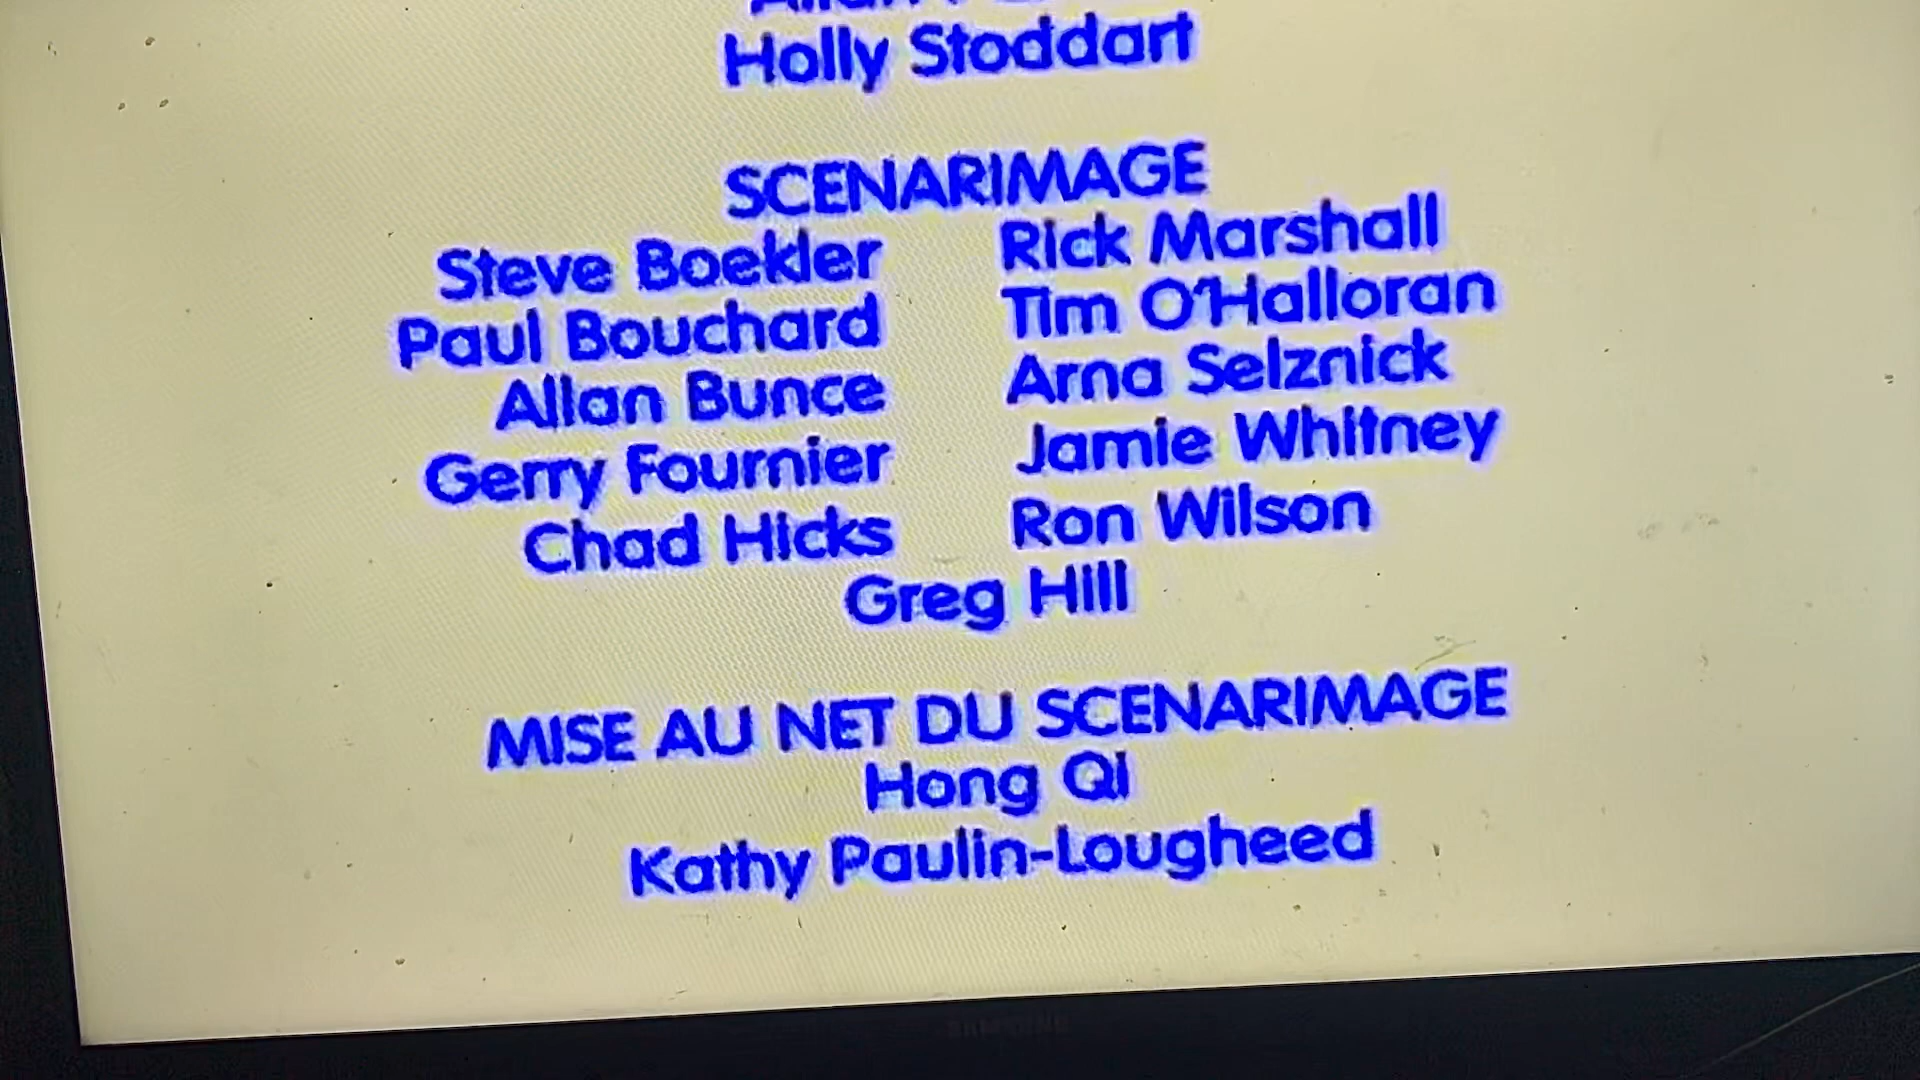 Holly Stoddart
SCENARIMAGE
Steve Boekler
Paul Bouchard
Allan Bunce
Gerry Fournier
Chad Hicks
Rick Marshall
Tim O'Halloran
Arna Selznick
Jamie Whitney
Ron Wilson
Greg Hill
MISE AU NET DU SCENARIMAGE
Hong Qi
Kathy Paulin-Lougheed